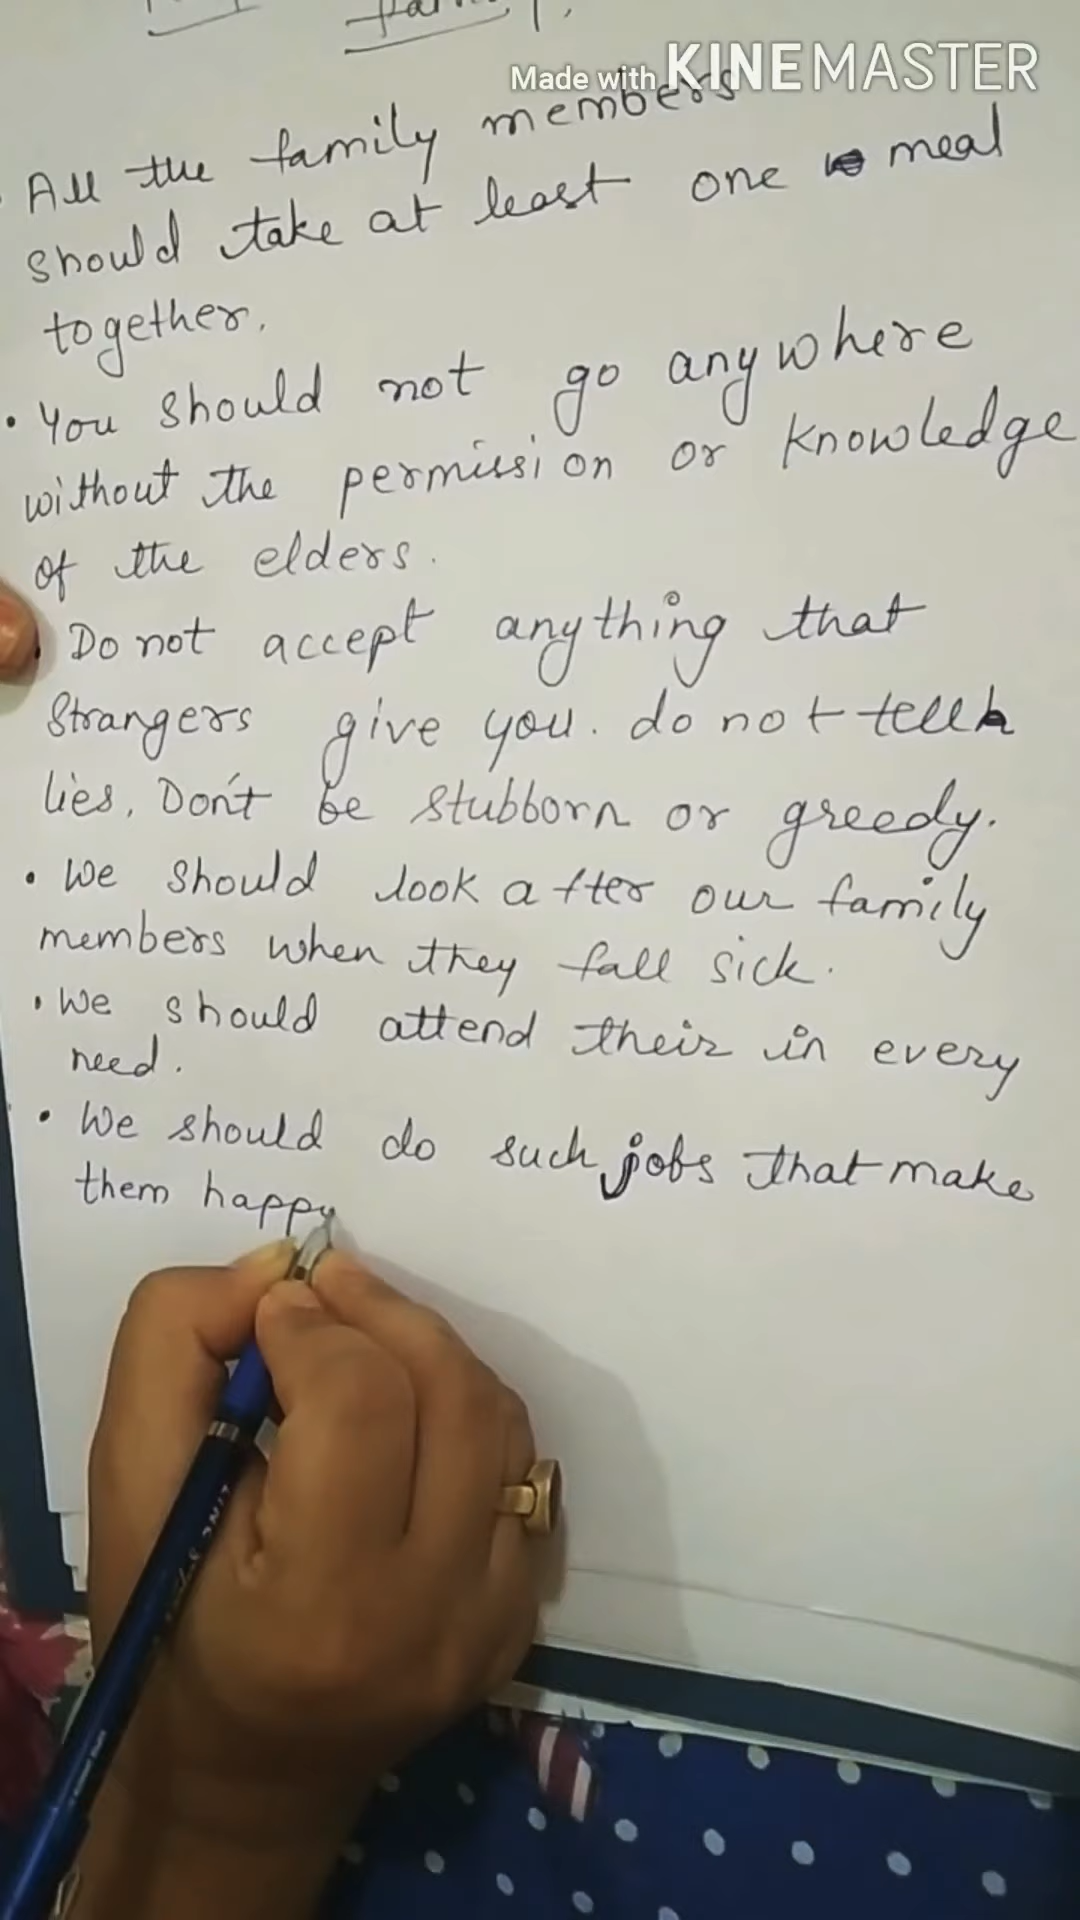 Made with KINEMASTER
All the family members
should take at least one meal
together.
• You should not go anywhere
without the permission or knowledge
of the elders.
• Do not accept anything that
strangers give you. do not tell
lies. Don't be stubborn or greedy.
• We should look after our family
members when they fall sick.
• We should attend their in every
need.
• We should do such jobs that make
them happy